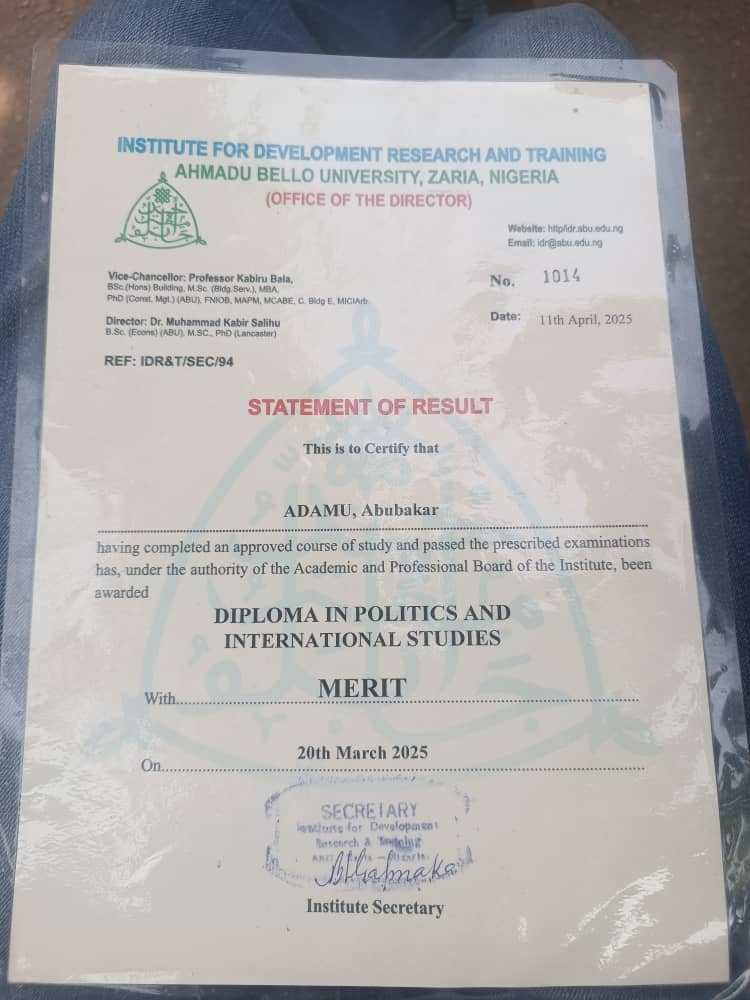 INSTITUTE FOR DEVELOPMENT RESEARCH AND TRAINING
AHMADU BELLO UNIVERSITY, ZARIA, NIGERIA
(OFFICE OF THE DIRECTOR)
Website: http/idr.abu.edu.ng
Email: idr@abu.edu.ng
Vice-Chancellor: Professor Kabiru Bala,
BSc.(Hons) Building, M.Sc. (Bldg.Serv.), MBA,
PhD (Const. Mgt.) (ABU), FNIOB, MAPM, MCABE, C. Bldg E, MICIArb
No. 1014
Director: Dr. Muhammad Kabir Salihu
B.Sc. (Econs) (ABU), M.SC., PhD (Lancaster)
Date: 11th April, 2025
REF: IDR&T/SEC/94
STATEMENT OF RESULT
This is to Certify that
ADAMU, Abubakar
having completed an approved course of study and passed the prescribed examinations
has, under the authority of the Academic and Professional Board of the Institute, been
awarded
DIPLOMA IN POLITICS AND
INTERNATIONAL STUDIES
With MERIT
On 20th March 2025
SECRETARY
Institute for Development
Research & Training
Institute Secretary